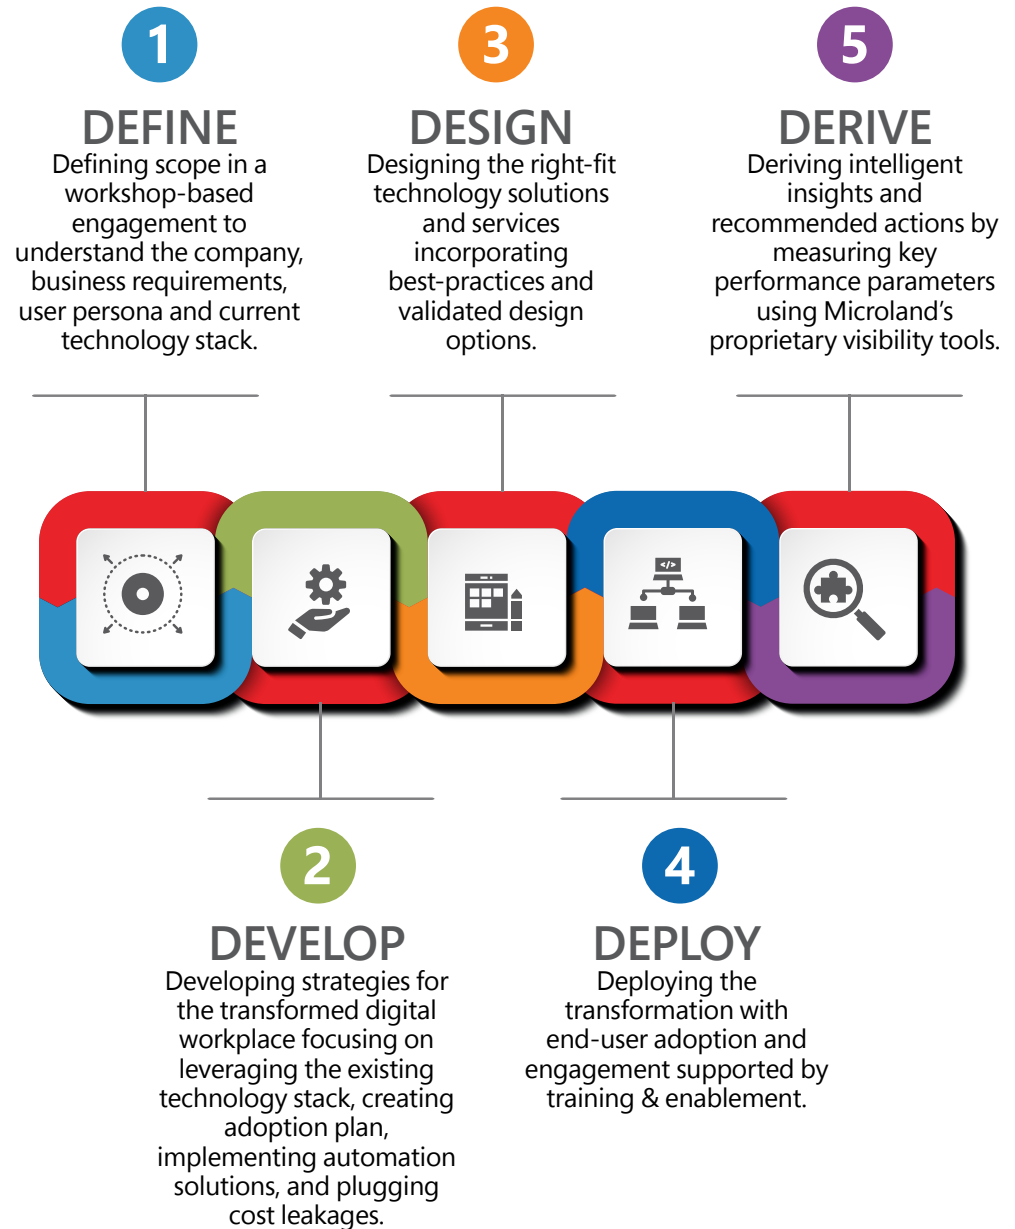 1
DEFINE
Defining scope in a
workshop-based
engagement to
understand the company,
business requirements,
user persona and current
technology stack.
3
DESIGN
Designing the right-fit
technology solutions
and services
incorporating
best-practices and
validated design
options.
5
DERIVE
Deriving intelligent
insights and
recommended actions by
measuring key
performance parameters
using Microland’s
proprietary visibility tools.
</>
2
DEVELOP
Developing strategies for
the transformed digital
workplace focusing on
leveraging the existing
technology stack, creating
adoption plan,
implementing automation
solutions, and plugging
cost leakages.
4
DEPLOY
Deploying the
transformation with
end-user adoption and
engagement supported by
training & enablement.